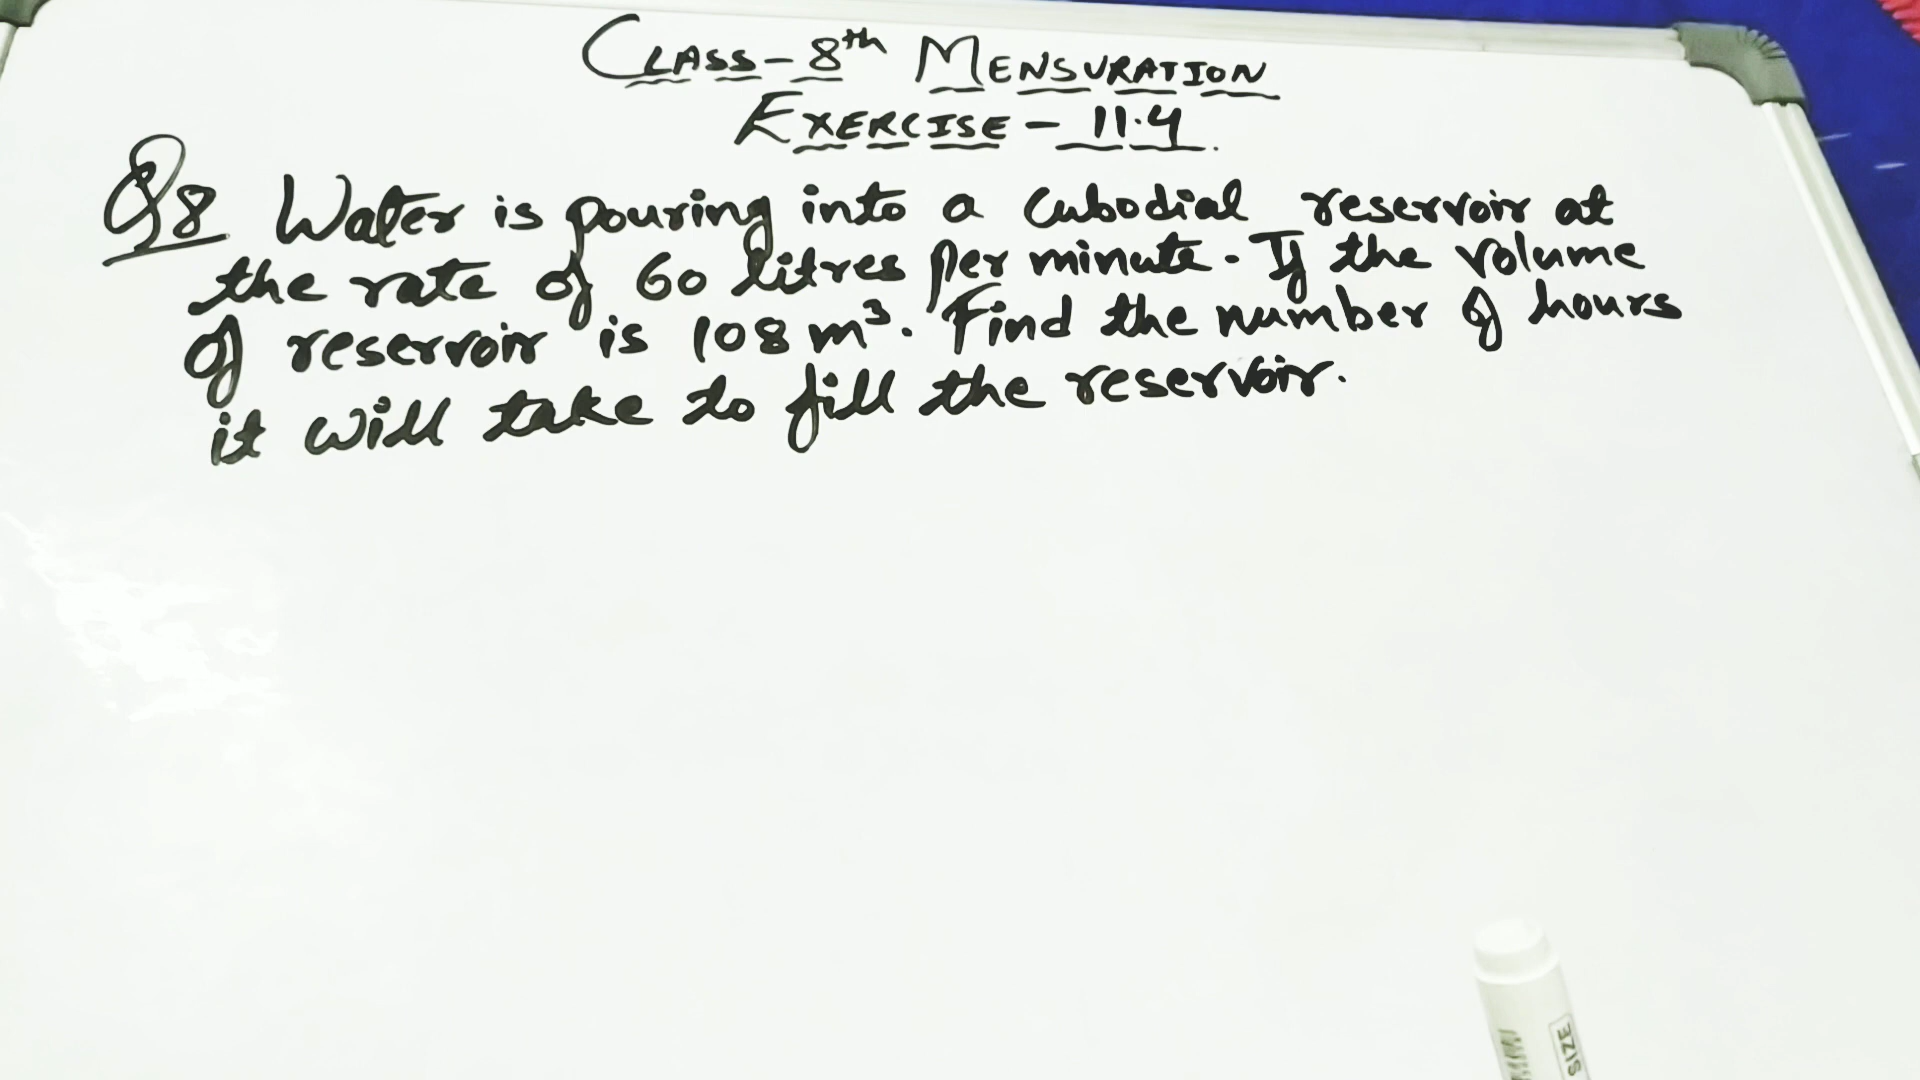 CLASS-8th MENSURATION
EXERCISE-11.4
Q8 Water is pouring into a cubodial reservoir at
the rate of 60 litres per minute. If the volume
of reservoir is 108 m³. Find the number of hours
it will take to fill the reservoir.
SIZE